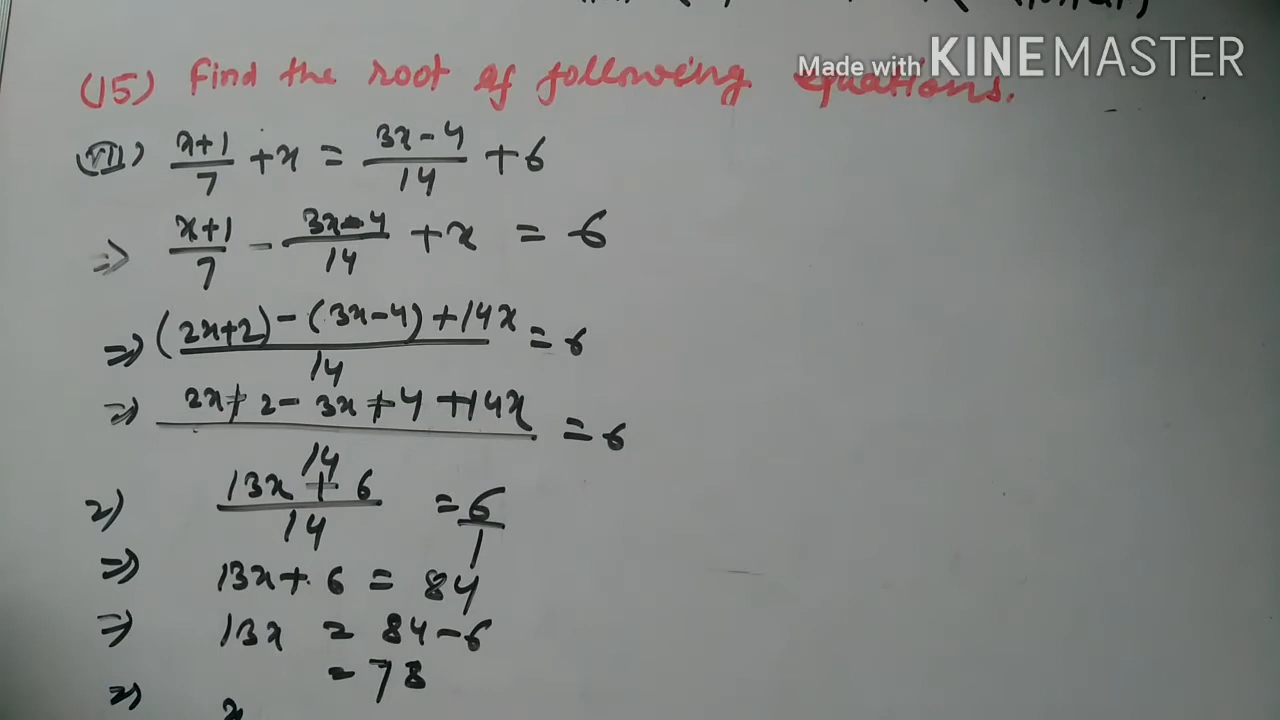 Made with KINEMASTER
(15) Find the root of following equations.
(VII) x+1/7 + x = 3x-4/14 + 6
=> x+1/7 - 3x-4/14 + x = 6
=> (2x+2) - (3x-4) + 14x/14 = 6
=> 2x+2-3x+4+14x/14 = 6
=> 13x+6/14 = 6/1
=> 13x+6 = 84
=> 13x = 84-6
= 78
=> x